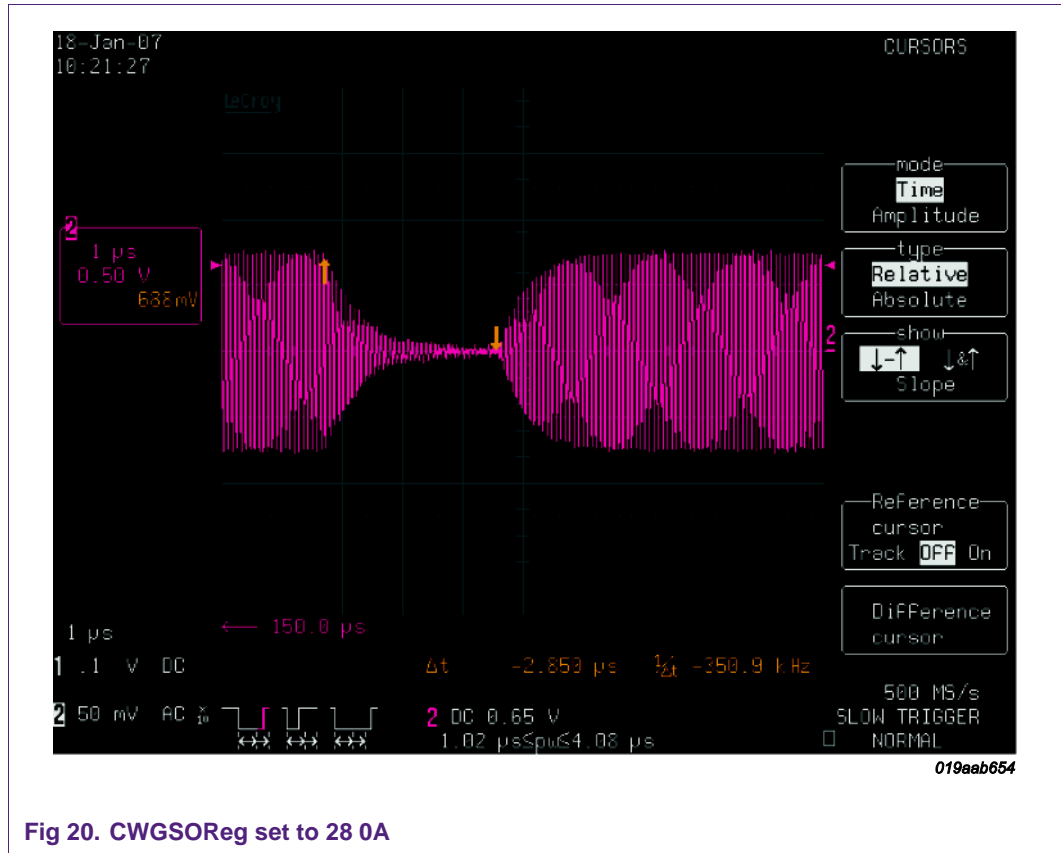 18-Jan-07
10:21:27
CURSORS
LeCroy
mode
Time
Amplitude
2
1 µs
0.50 V
688mV
type
Relative
Absolute
2
show
↓-↑ ↓&↑
Slope
Reference
cursor
Track OFF On
Difference
cursor
1 µs
← 150.0 µs
1 .1 V DC
Δt -2.850 µs 1/Δt -350.9 kHz
2 50 mV AC X10
2 DC 0.65 V
1.02 µs≤pw≤4.08 µs
500 MS/s
SLOW TRIGGER
NORMAL
019aab654
Fig 20. CWGSOReg set to 28 0A